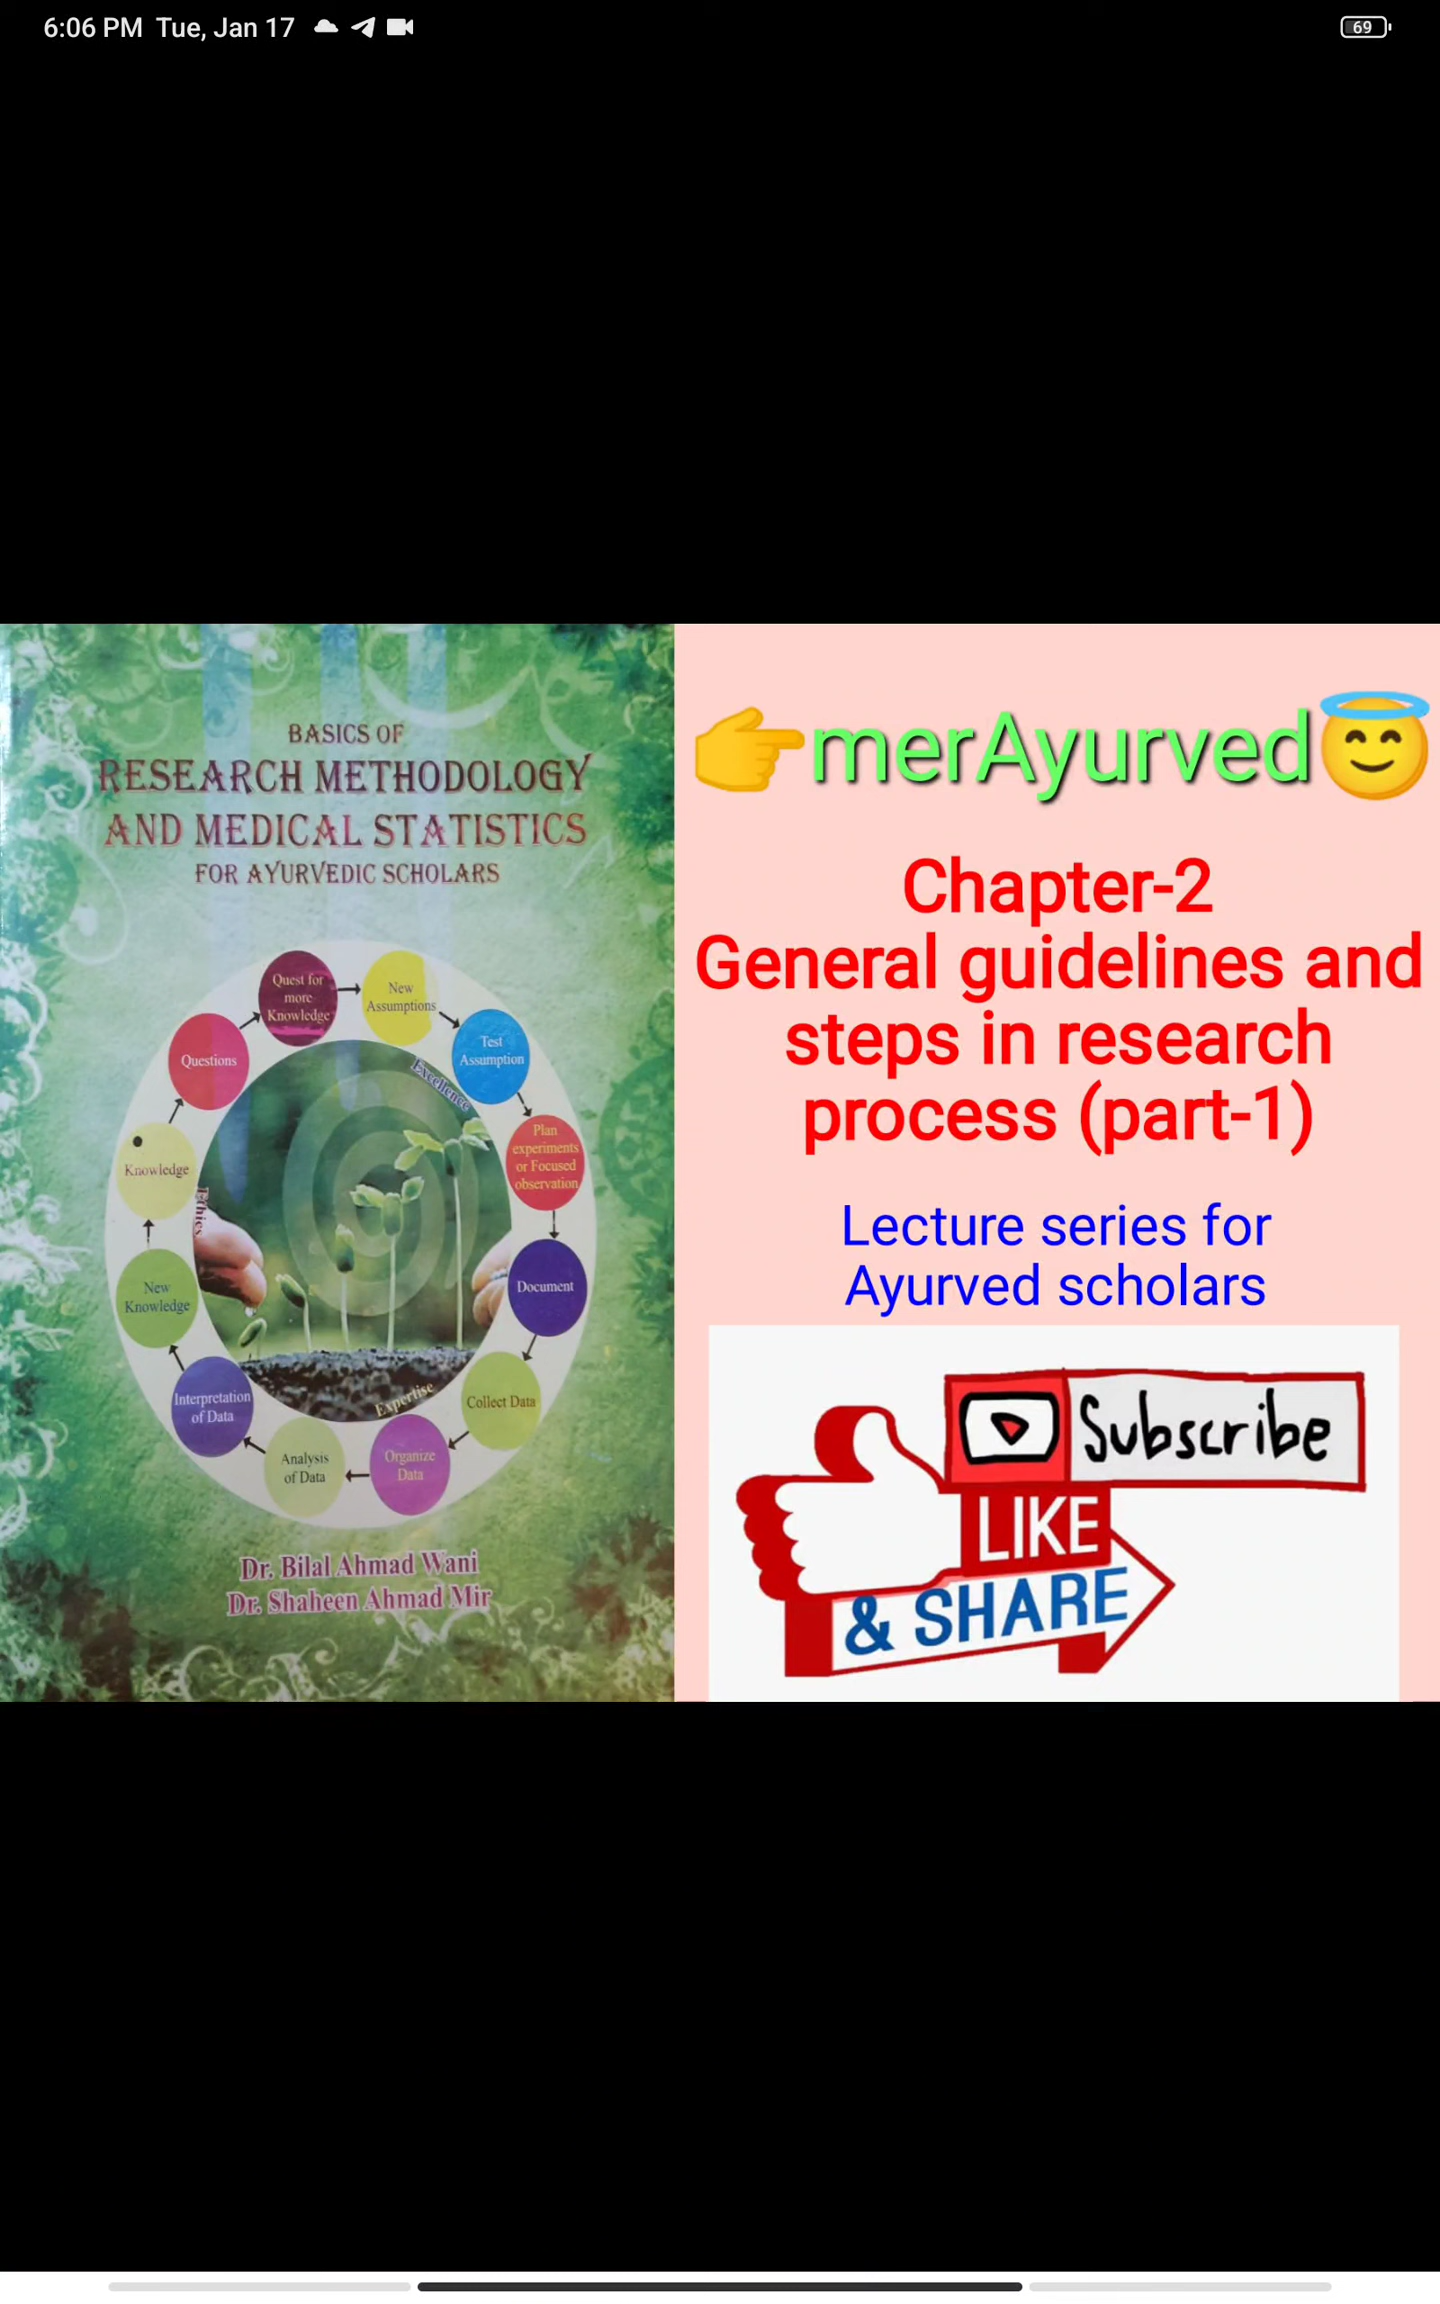 6:06 PM Tue, Jan 17
69
BASICS OF
RESEARCH METHODOLOGY
AND MEDICAL STATISTICS
FOR AYURVEDIC SCHOLARS
Quest for
more
Knowledge
New
Assumptions
Test
Assumption
Plan
experiments
or Focused
observation
Document
Collect Data
Organize
Data
Analysis
of Data
Interpretation
of Data
New
Knowledge
Knowledge
Questions
Excellence
Ethics
Expertise
Dr. Bilal Ahmad Wani
Dr. Shaheen Ahmad Mir
👉merAyurved😇
Chapter-2
General guidelines and
steps in research
process (part-1)
Lecture series for
Ayurved scholars
Subscribe
LIKE
& SHARE